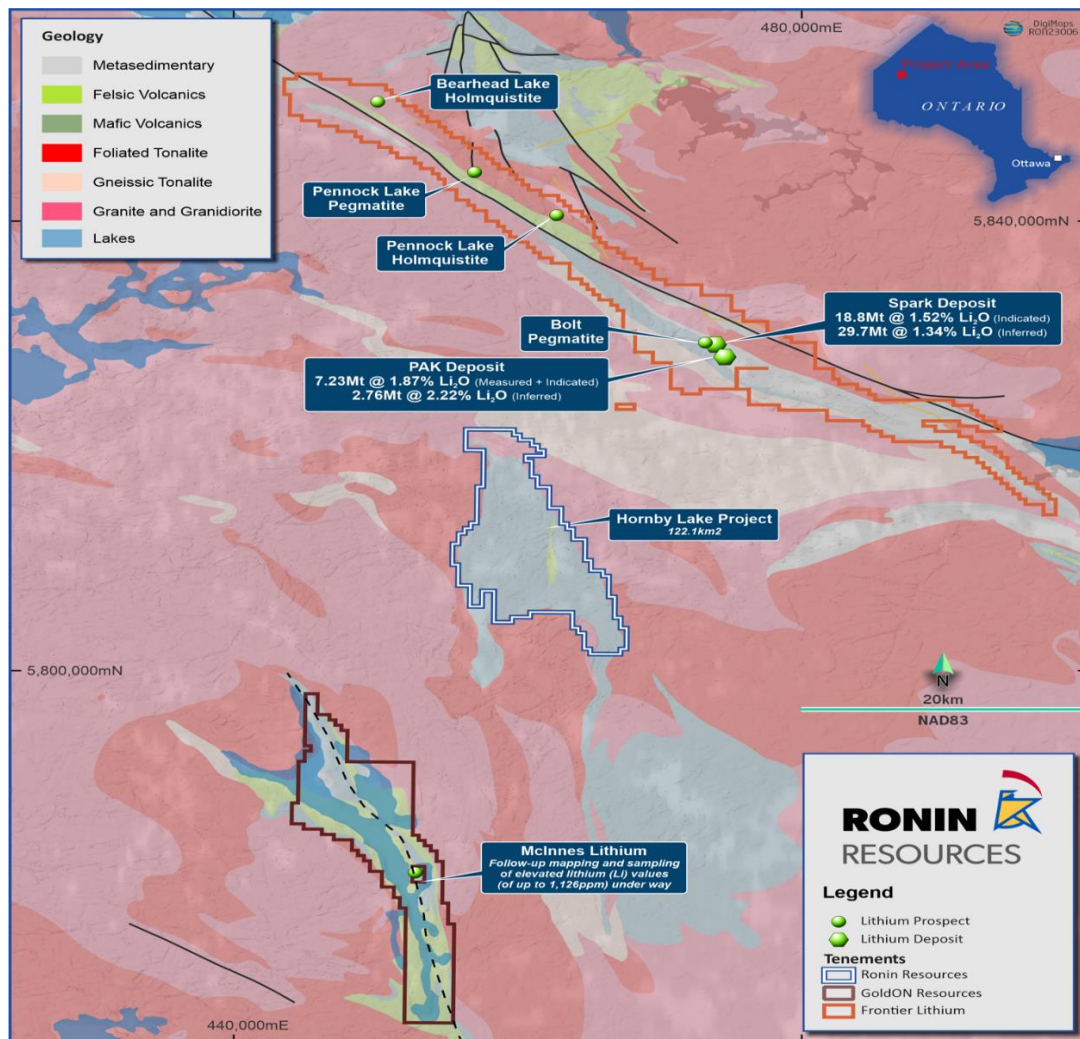 Geology
Metasedimentary
Felsic Volcanics
Mafic Volcanics
Foliated Tonalite
Gneissic Tonalite
Granite and Granidiorite
Lakes
480,000mE
DigiMaps
RON23006
Project Area
ONTARIO
Ottawa
Bearhead Lake
Holmquistite
Pennock Lake
Pegmatite
5,840,000mN
Pennock Lake
Holmquistite
Spark Deposit
18.8Mt @ 1.52% Li₂O (Indicated)
29.7Mt @ 1.34% Li₂O (Inferred)
Bolt
Pegmatite
PAK Deposit
7.23Mt @ 1.87% Li₂O (Measured + Indicated)
2.76Mt @ 2.22% Li₂O (Inferred)
Hornby Lake Project
122.1km2
5,800,000mN
N
20km
NAD83
McInnes Lithium
Follow-up mapping and sampling
of elevated lithium (Li) values
(of up to 1,126ppm) under way
440,000mE
RONIN
RESOURCES
Legend
Lithium Prospect
Lithium Deposit
Tenements
Ronin Resources
GoldON Resources
Frontier Lithium